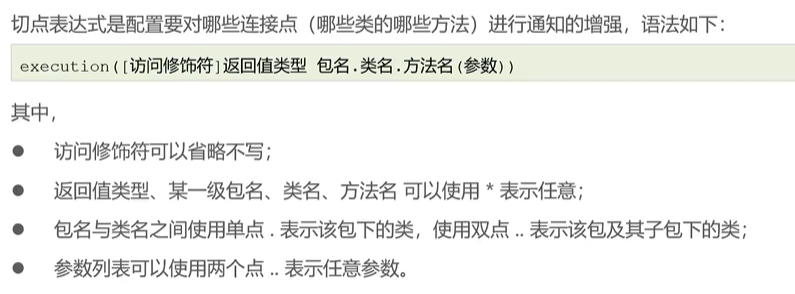 切点表达式是配置要对哪些连接点（哪些类的哪些方法）进行通知的增强，语法如下：
execution([访问修饰符]返回值类型 包名.类名.方法名(参数))
其中，
● 访问修饰符可以省略不写；
● 返回值类型、某一级包名、类名、方法名 可以使用 * 表示任意；
● 包名与类名之间使用单点 . 表示该包下的类，使用双点 .. 表示该包及其子包下的类；
● 参数列表可以使用两个点 .. 表示任意参数。